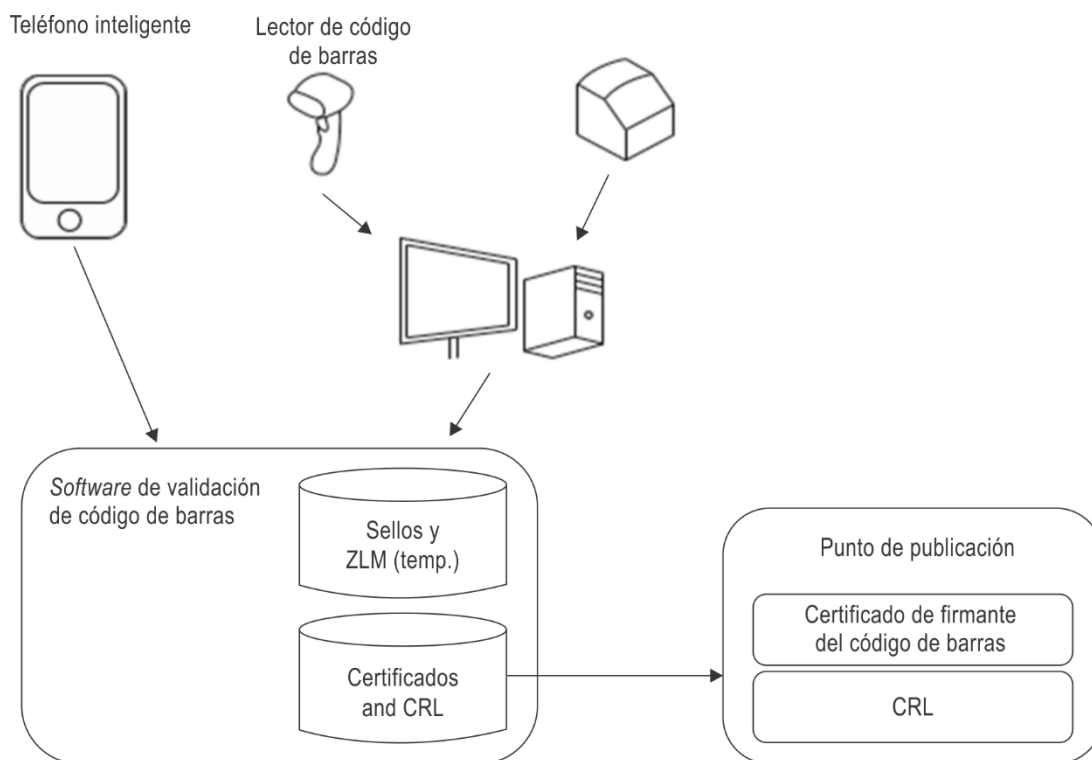 Teléfono inteligente
Lector de código
de barras
Software de validación
de código de barras
Sellos y
ZLM (temp.)
Certificados
and CRL
Punto de publicación
Certificado de firmante
del código de barras
CRL